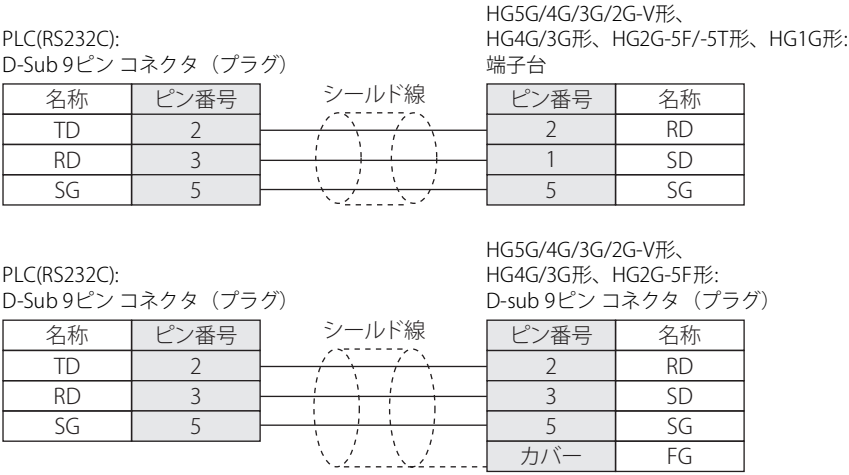 HG5G/4G/3G/2G-V形、
PLC(RS232C): HG4G/3G形、HG2G-5F/-5T形、HG1G形:
D-Sub 9ピン コネクタ（プラグ） 端子台
名称 ピン番号 シールド線 ピン番号 名称
TD 2 2 RD
RD 3 1 SD
SG 5 5 SG
HG5G/4G/3G/2G-V形、
PLC(RS232C): HG4G/3G形、HG2G-5F形:
D-Sub 9ピン コネクタ（プラグ） D-sub 9ピン コネクタ（プラグ）
名称 ピン番号 シールド線 ピン番号 名称
TD 2 2 RD
RD 3 3 SD
SG 5 5 SG
カバー FG